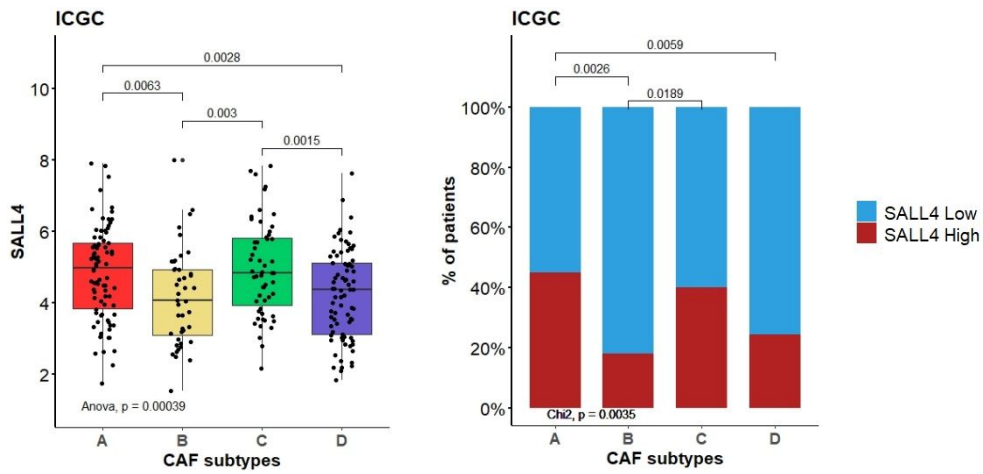 ICGC
SALL4
10
8
6
4
2
0.0028
0.0063
0.003
0.0015
Anova, p = 0.00039
A B C D
CAF subtypes
ICGC
% of patients
100%
80%
60%
40%
20%
0%
0.0059
0.0026
0.0189
Chi2, p = 0.0035
A B C D
CAF subtypes
SALL4 Low
SALL4 High